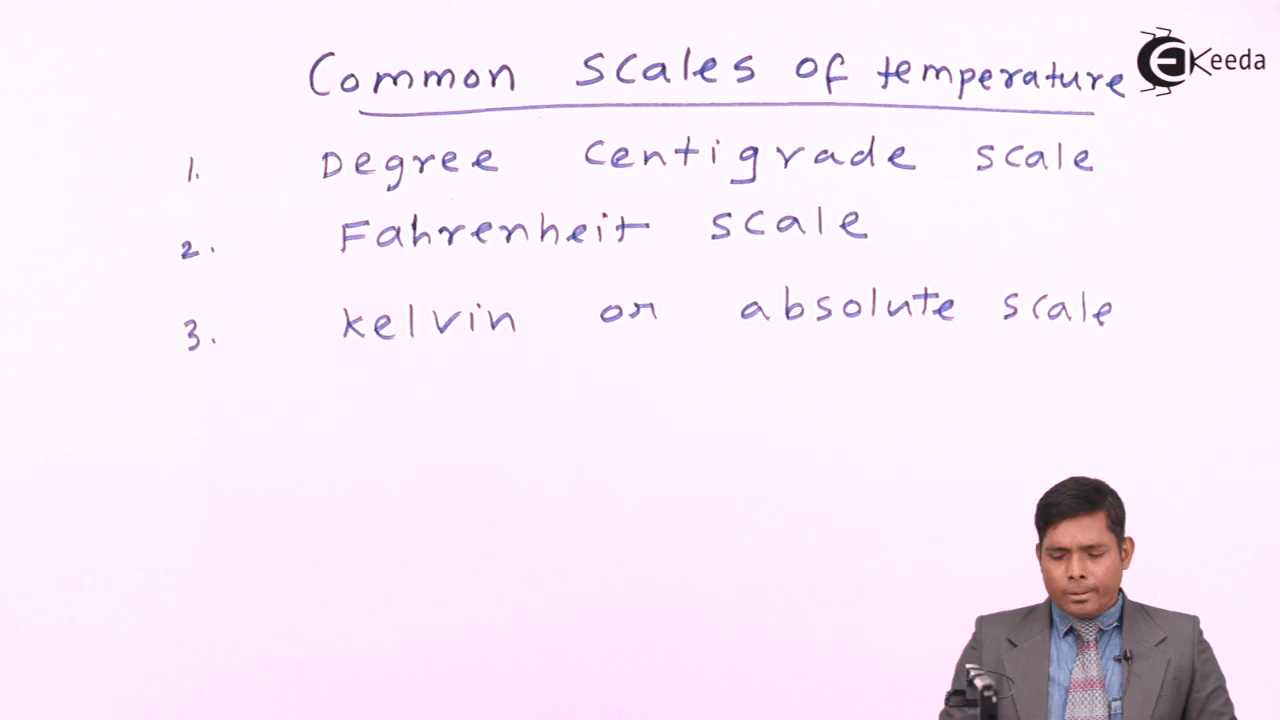 Common scales of temperature
Ekeeda
1. Degree Centigrade scale
2. Fahrenheit scale
3. Kelvin or absolute scale